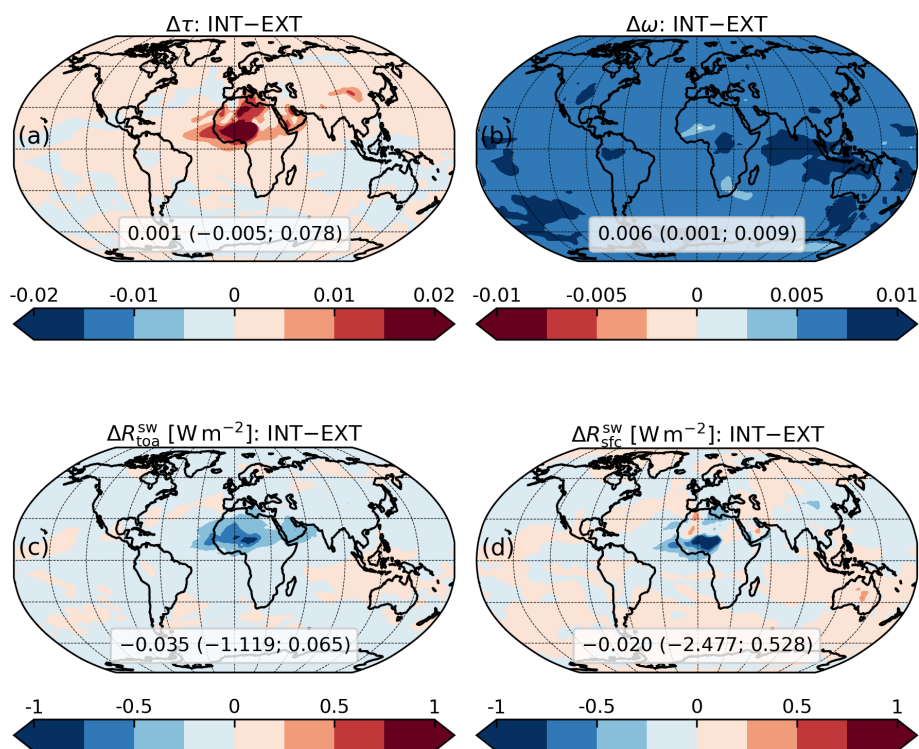 Δτ: INT−EXT
Δω: INT−EXT
(a)
(b)
0.001 (−0.005; 0.078)
0.006 (0.001; 0.009)
-0.02 -0.01 0 0.01 0.02
-0.01 -0.005 0 0.005 0.01
ΔR^sw_toa [W m⁻²]: INT−EXT
ΔR^sw_sfc [W m⁻²]: INT−EXT
(c)
(d)
−0.035 (−1.119; 0.065)
−0.020 (−2.477; 0.528)
-1 -0.5 0 0.5 1
-1 -0.5 0 0.5 1